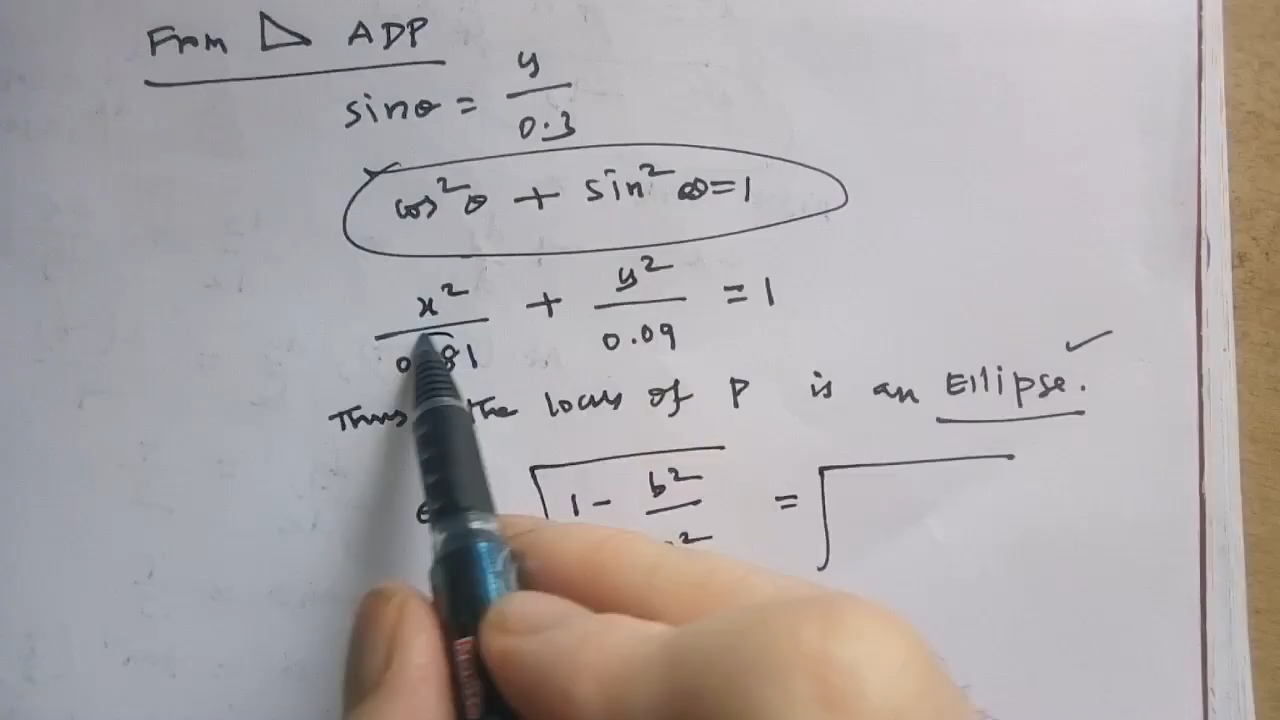 From △ ADP
sinθ = y/0.3
cos²θ + sin²θ = 1
x²/0.81 + y²/0.09 = 1
Thus the locus of P is an Ellipse. ✓
e √1 - b²/ ² = √